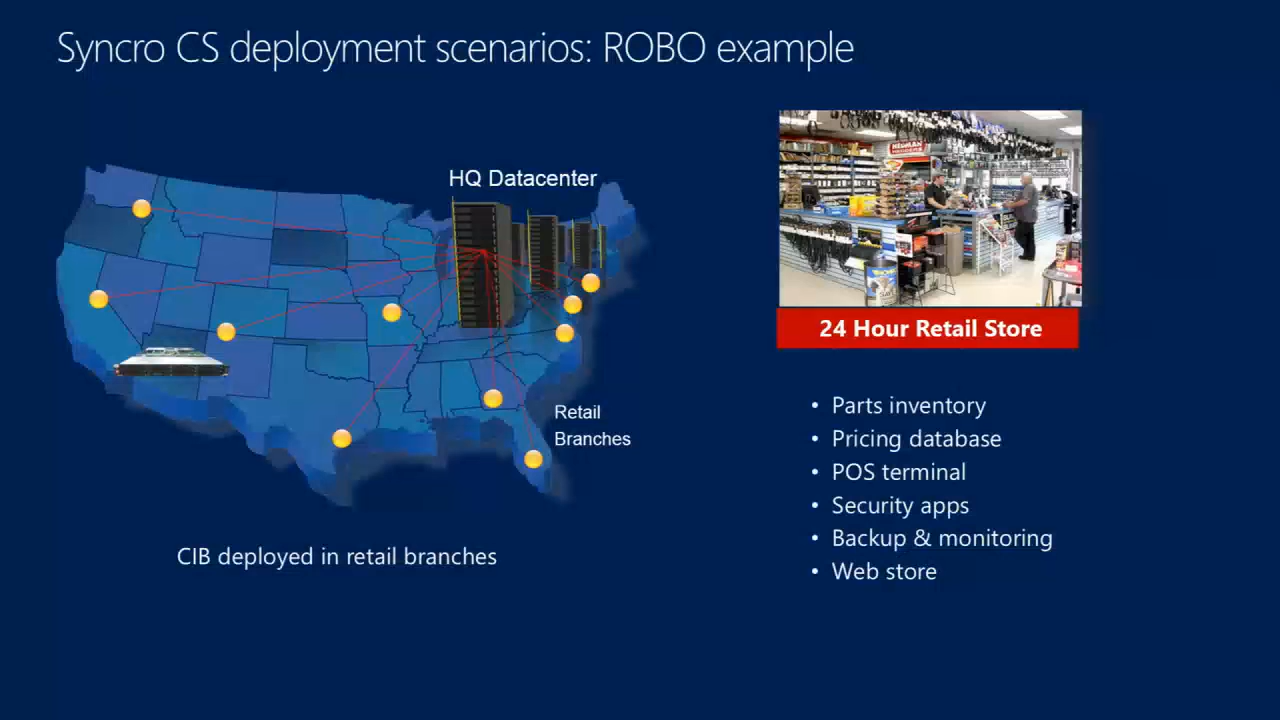 Syncro CS deployment scenarios: ROBO example
HQ Datacenter
Retail
Branches
CIB deployed in retail branches
24 Hour Retail Store
• Parts inventory
• Pricing database
• POS terminal
• Security apps
• Backup & monitoring
• Web store